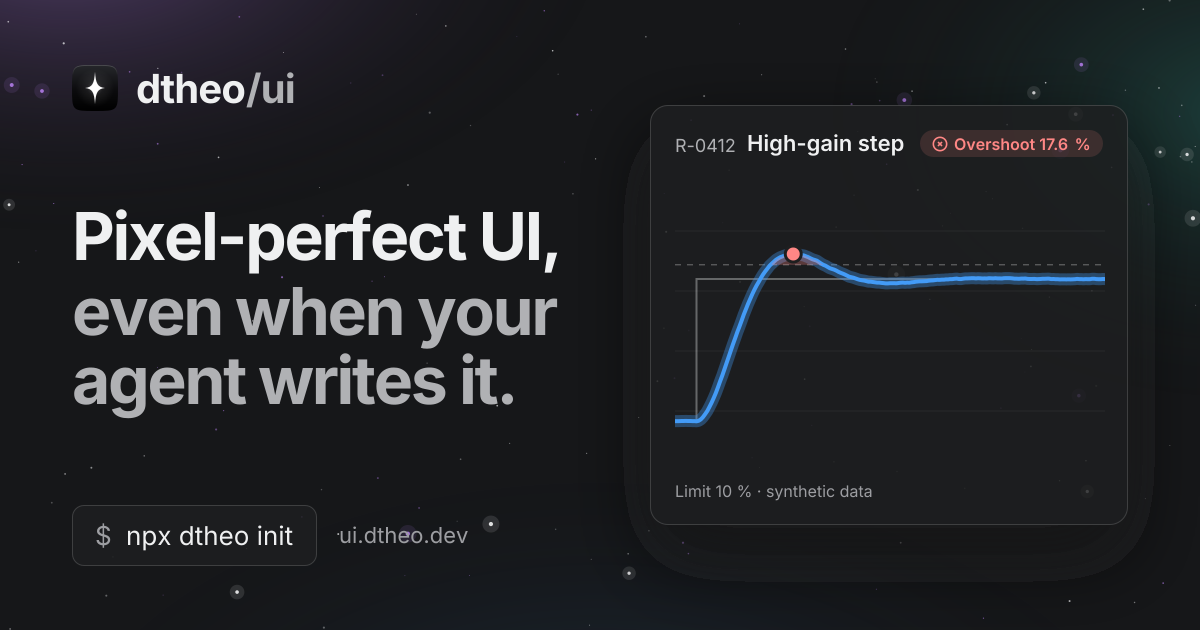 dtheo/ui
Pixel-perfect UI,
even when your
agent writes it.
$ npx dtheo init
ui.dtheo.dev
R-0412 High-gain step Overshoot 17.6 %
Limit 10 % · synthetic data